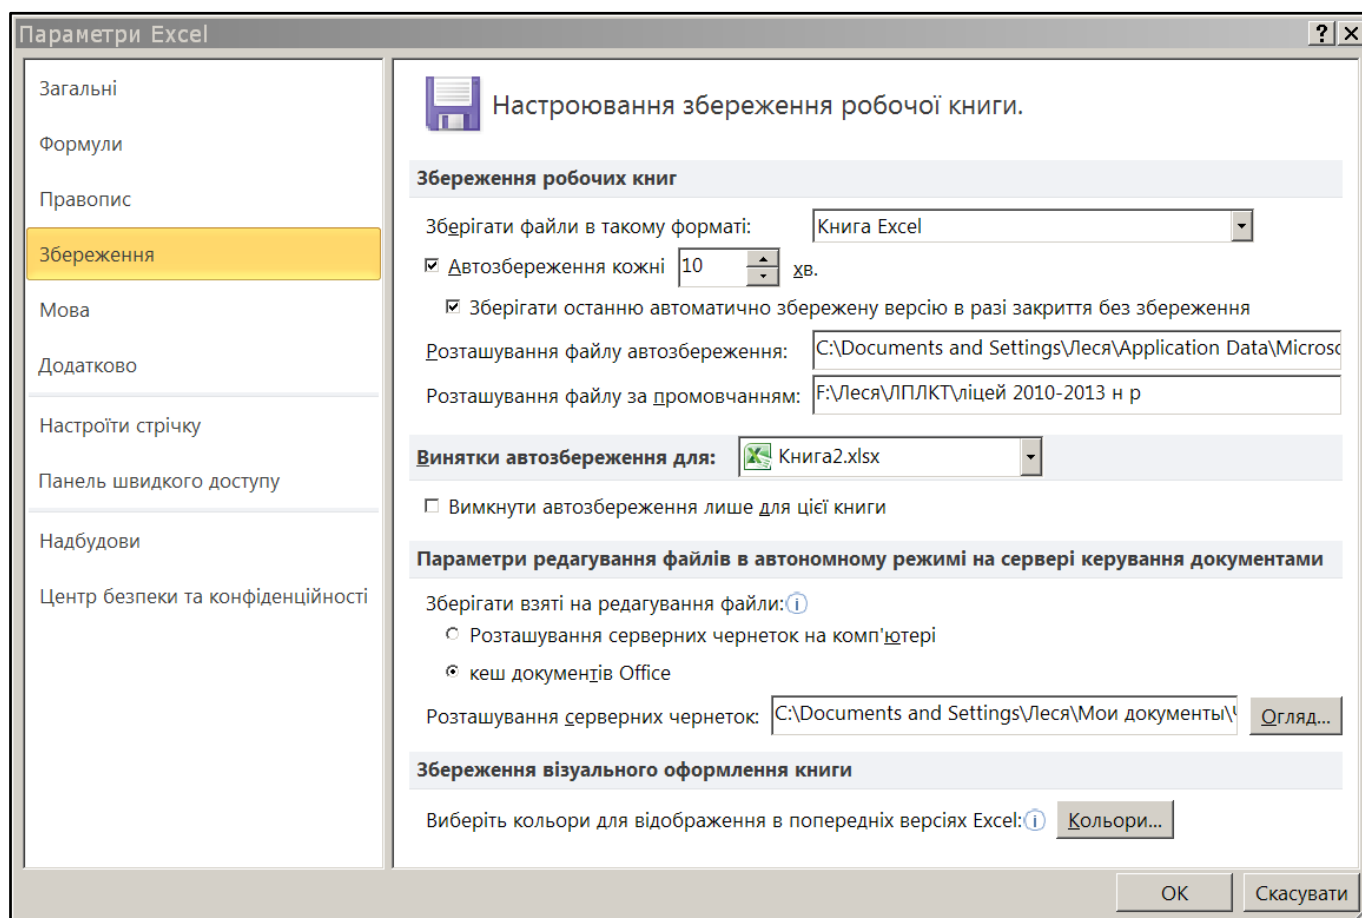 Параметри Excel
Загальні
Формули
Правопис
Збереження
Мова
Додатково
Настроїти стрічку
Панель швидкого доступу
Надбудови
Центр безпеки та конфіденційності
Настроювання збереження робочої книги.
Збереження робочих книг
Зберігати файли в такому форматі: Книга Excel
Автозбереження кожні 10 хв.
Зберігати останню автоматично збережену версію в разі закриття без збереження
Розташування файлу автозбереження: C:\Documents and Settings\Леся\Application Data\Microsc
Розташування файлу за промовчанням: F:\Леся\ЛПЛКТ\ліцей 2010-2013 н р
Винятки автозбереження для: Книга2.xlsx
Вимкнути автозбереження лише для цієї книги
Параметри редагування файлів в автономному режимі на сервері керування документами
Зберігати взяті на редагування файли:
Розташування серверних чернеток на комп'ютері
кеш документів Office
Розташування серверних чернеток: C:\Documents and Settings\Леся\Мои документы\ Огляд...
Збереження візуального оформлення книги
Виберіть кольори для відображення в попередніх версіях Excel: Кольори...
ОК Скасувати